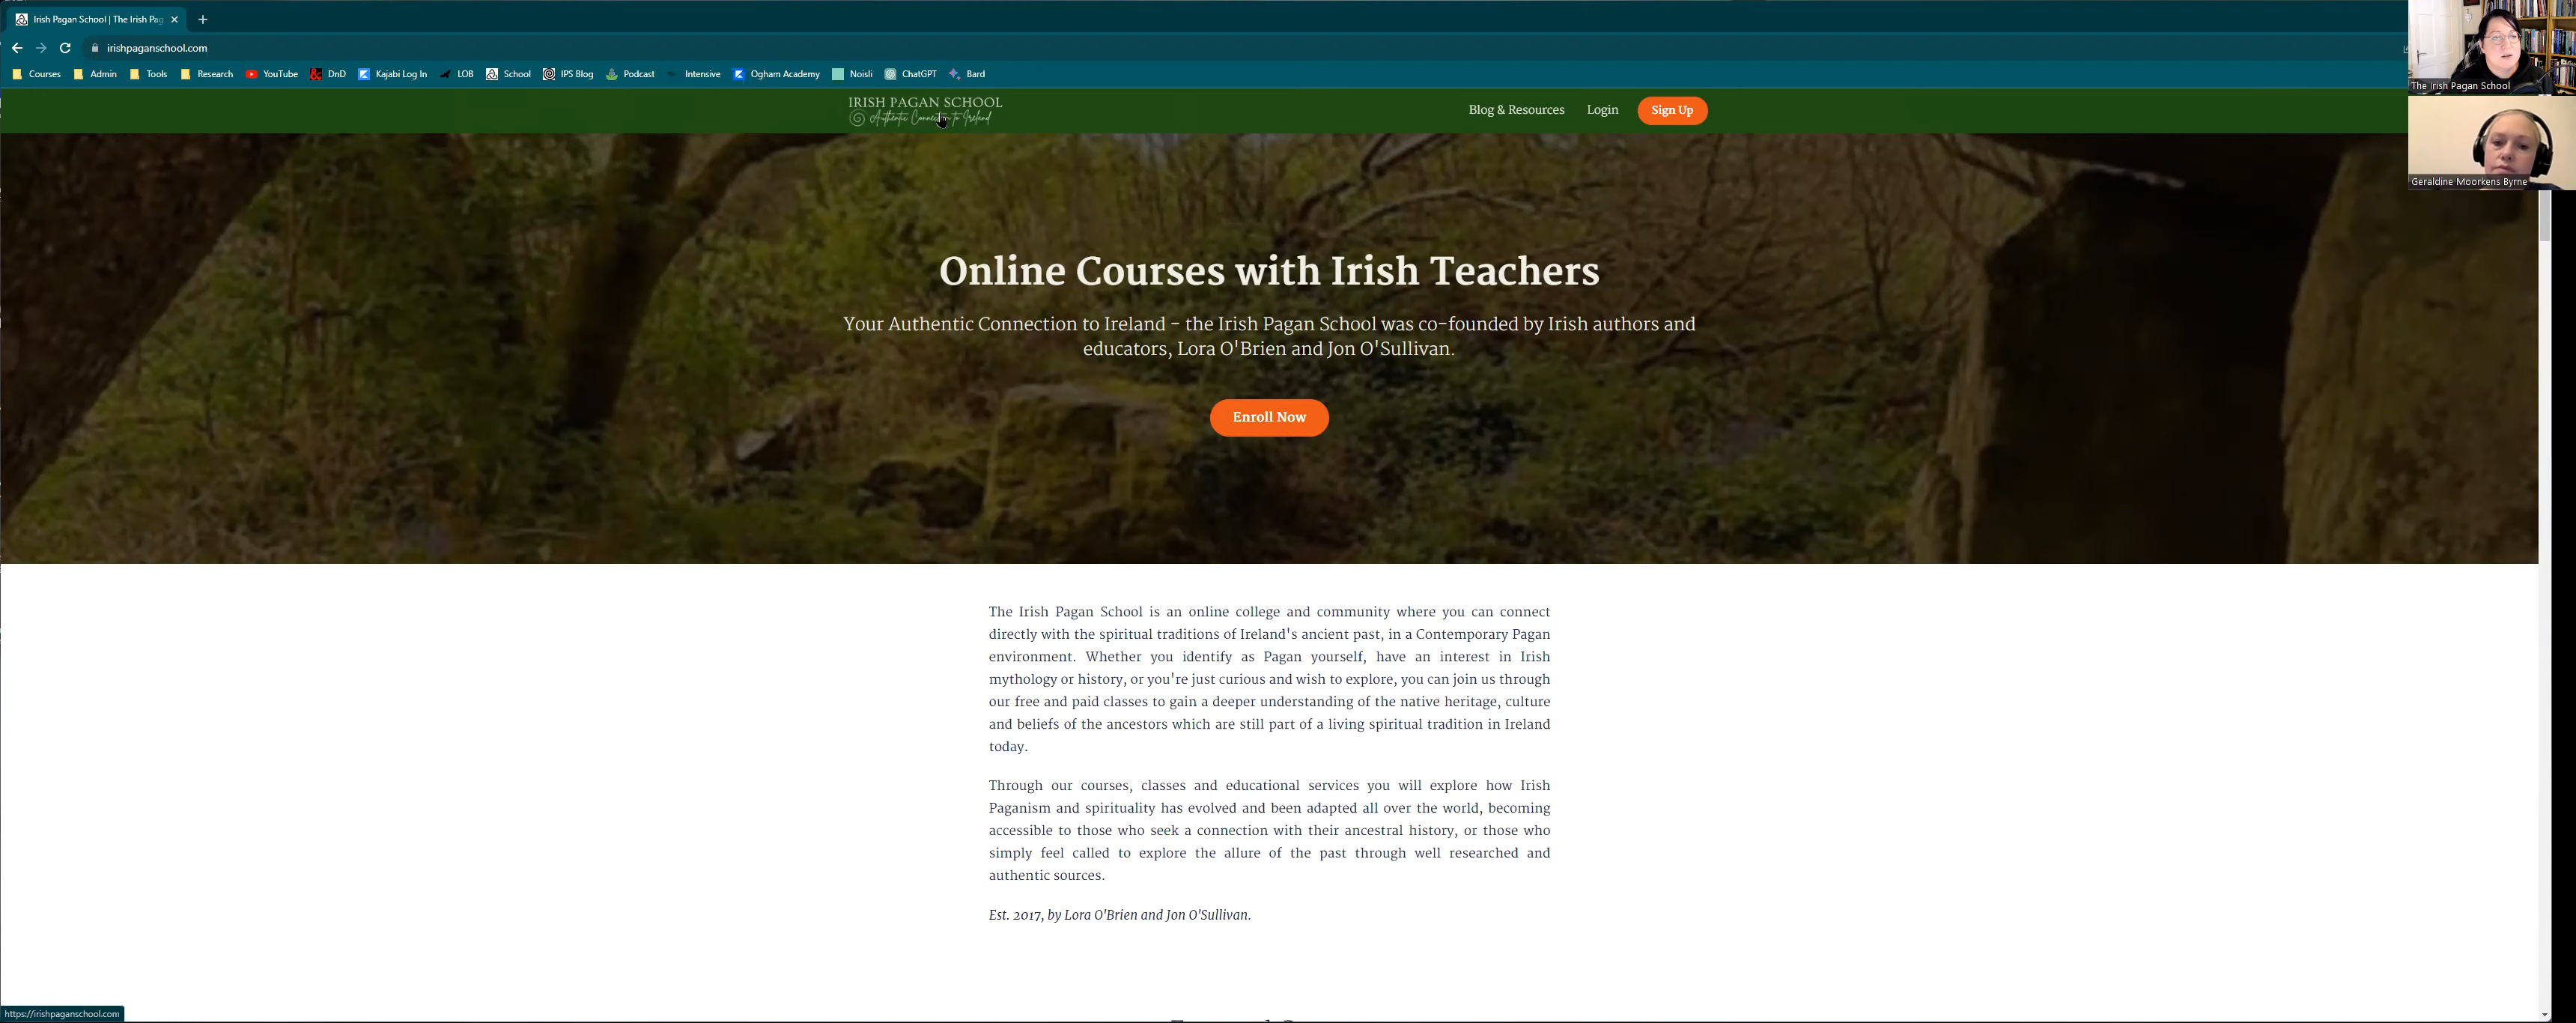 Irish Pagan School | The Irish Pag
irishpaganschool.com
Courses Admin Tools Research YouTube DnD Kajabi Log In LOB School IPS Blog Podcast Intensive Ogham Academy Noisli ChatGPT Bard
The Irish Pagan School
Geraldine Moorkens Byrne
IRISH PAGAN SCHOOL
Authentic Connection to Ireland
Blog & Resources Login Sign Up
Online Courses with Irish Teachers
Your Authentic Connection to Ireland - the Irish Pagan School was co-founded by Irish authors and
educators, Lora O'Brien and Jon O'Sullivan.
Enroll Now
The Irish Pagan School is an online college and community where you can connect
directly with the spiritual traditions of Ireland's ancient past, in a Contemporary Pagan
environment. Whether you identify as Pagan yourself, have an interest in Irish
mythology or history, or you're just curious and wish to explore, you can join us through
our free and paid classes to gain a deeper understanding of the native heritage, culture
and beliefs of the ancestors which are still part of a living spiritual tradition in Ireland
today.
Through our courses, classes and educational services you will explore how Irish
Paganism and spirituality has evolved and been adapted all over the world, becoming
accessible to those who seek a connection with their ancestral history, or those who
simply feel called to explore the allure of the past through well researched and
authentic sources.
Est. 2017, by Lora O'Brien and Jon O'Sullivan.
https://irishpaganschool.com